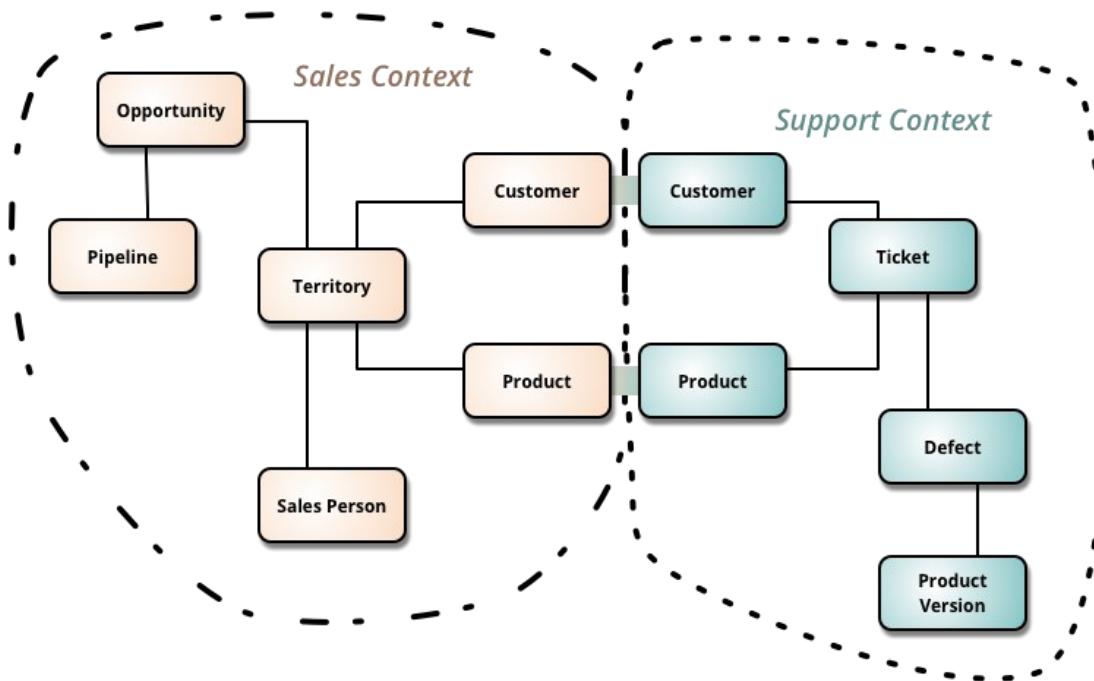 Sales Context
Opportunity
Support Context
Customer
Customer
Pipeline
Ticket
Territory
Product
Product
Defect
Sales Person
Product
Version